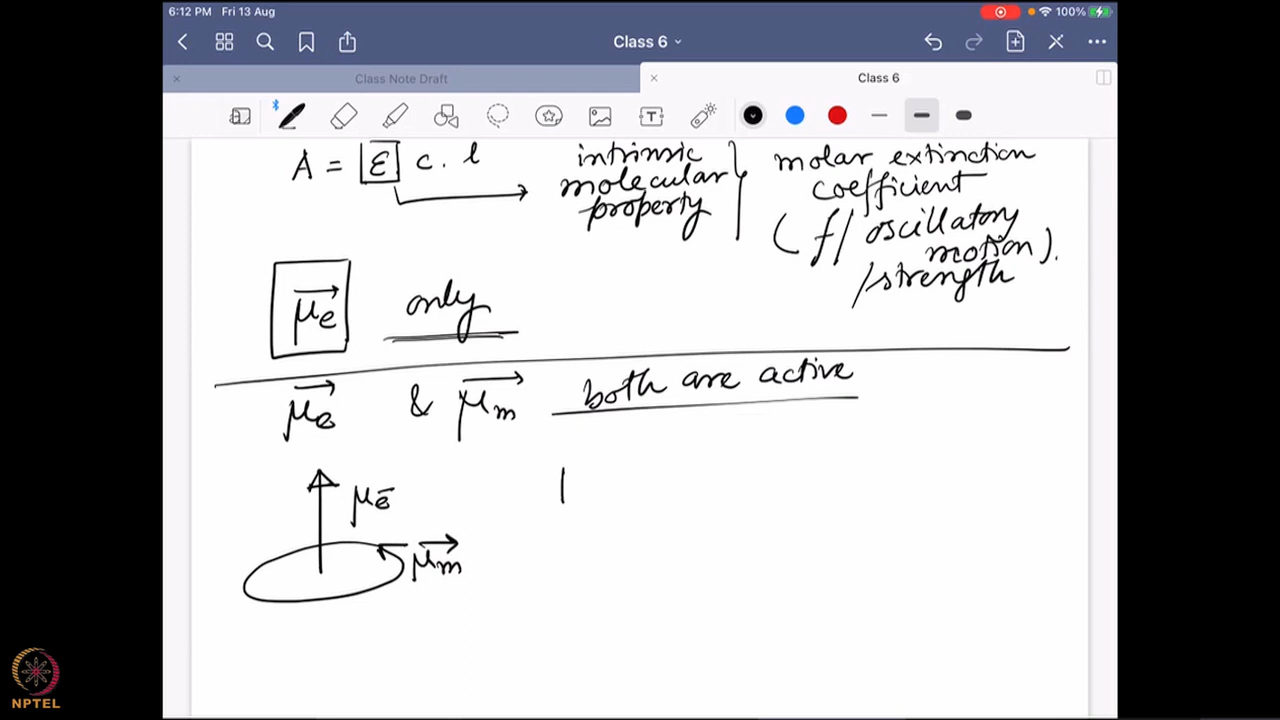 6:12 PM Fri 13 Aug
100%
Class 6
Class Note Draft
Class 6
T
A = ε c. l
intrinsic
molecular
property
molar extinction
coefficient
(f/ oscillatory
motion).
/strength
μe only
μe & μm both are active
μe
μm
NPTEL